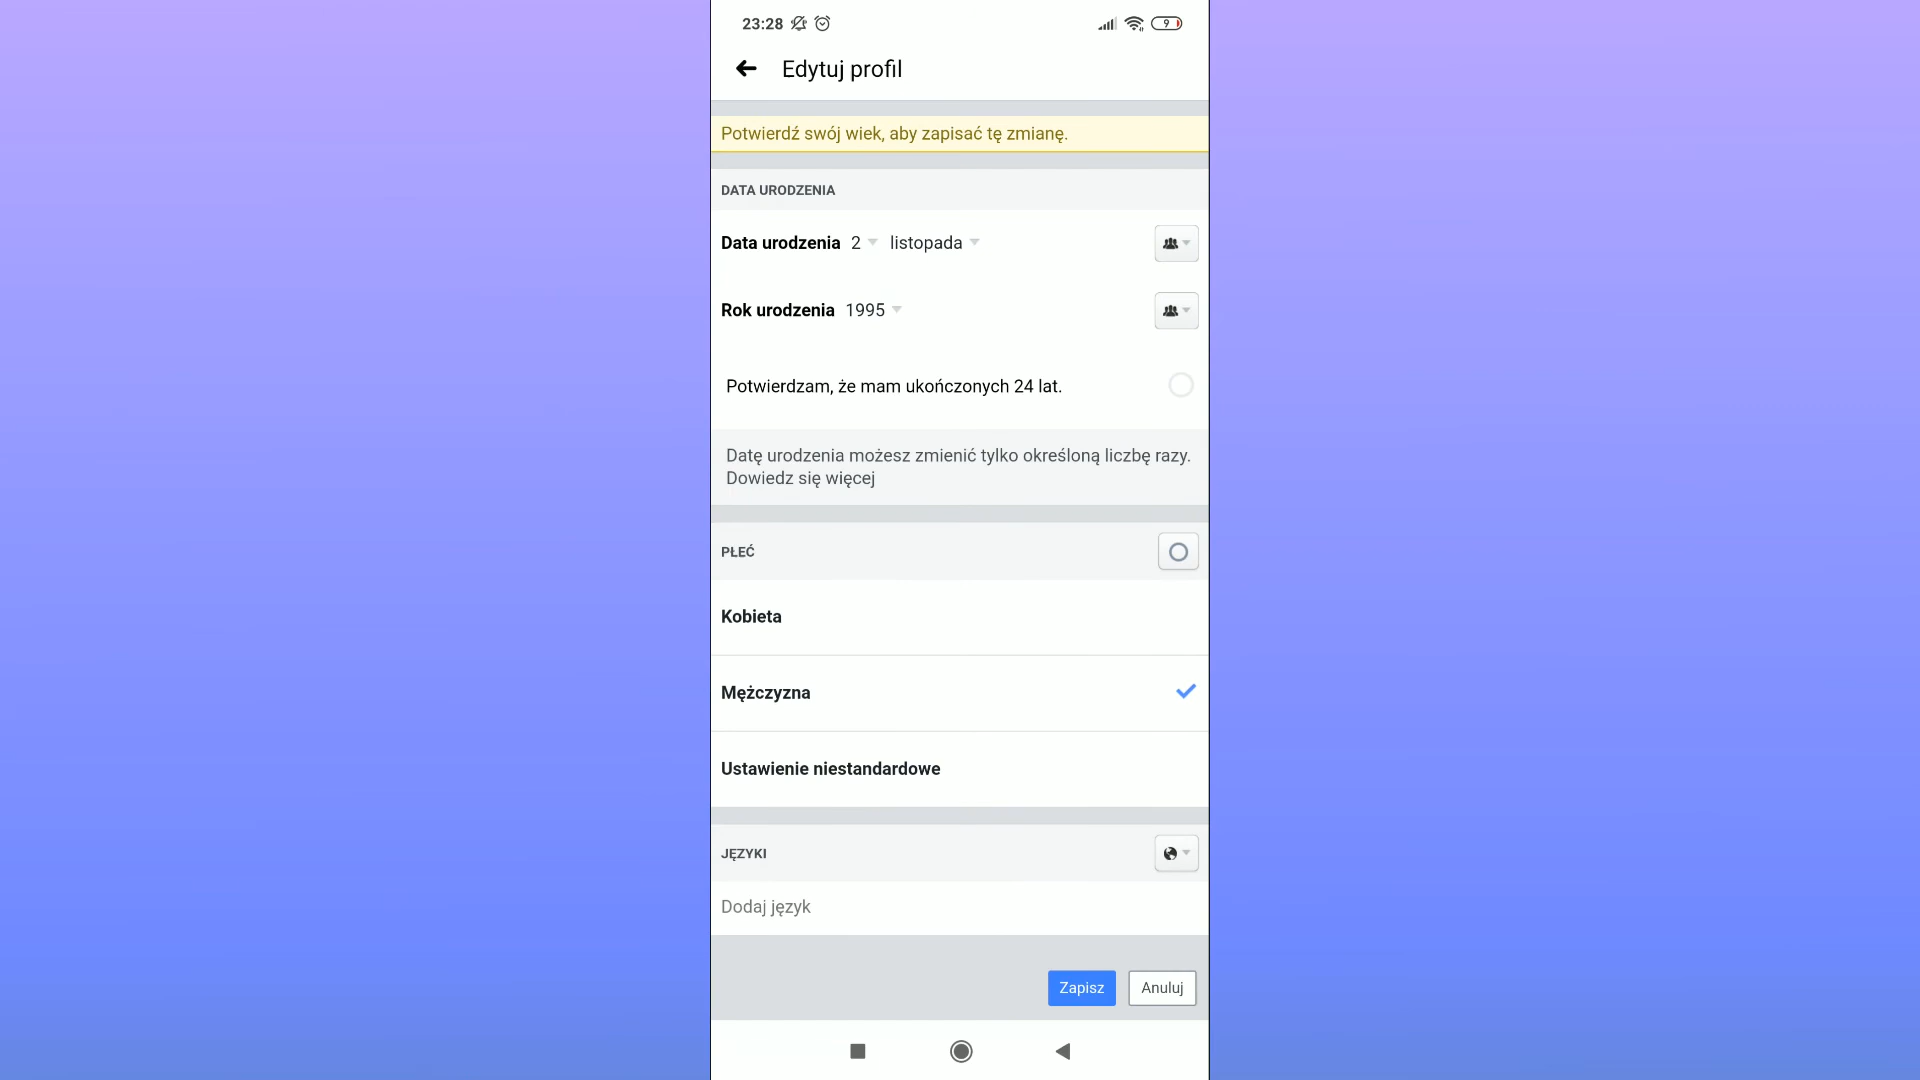 23:28
9
Edytuj profil
Potwierdź swój wiek, aby zapisać tę zmianę.
DATA URODZENIA
Data urodzenia 2 listopada
Rok urodzenia 1995
Potwierdzam, że mam ukończonych 24 lat.
Datę urodzenia możesz zmienić tylko określoną liczbę razy.
Dowiedz się więcej
PŁEĆ
Kobieta
Mężczyzna
Ustawienie niestandardowe
JĘZYKI
Dodaj język
Zapisz Anuluj